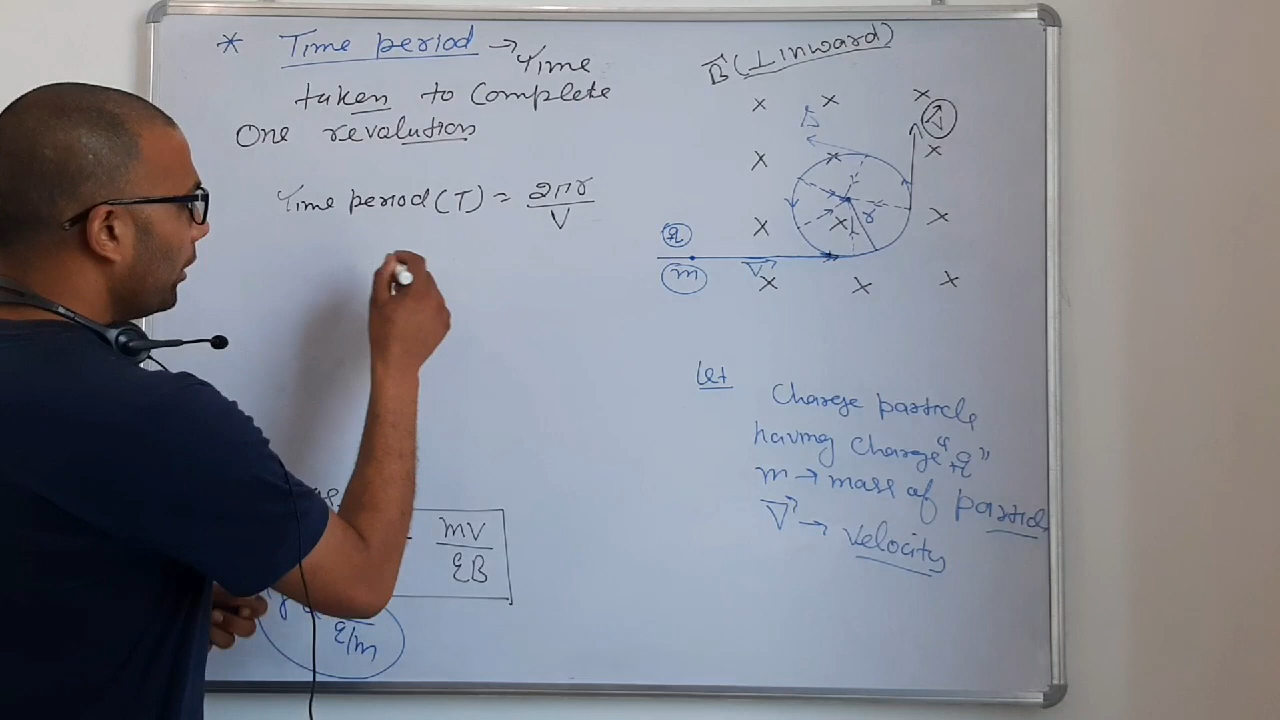 * Time period → Time
taken to Complete
One revolution
Time period (T) = 2πr/V
mV/qB
q/m
B⃗ (⊥ inward)
V⃗
r
q
m
V⃗
Let
Charge particle
having Charge "+q"
m → mass of particle
V⃗ → Velocity